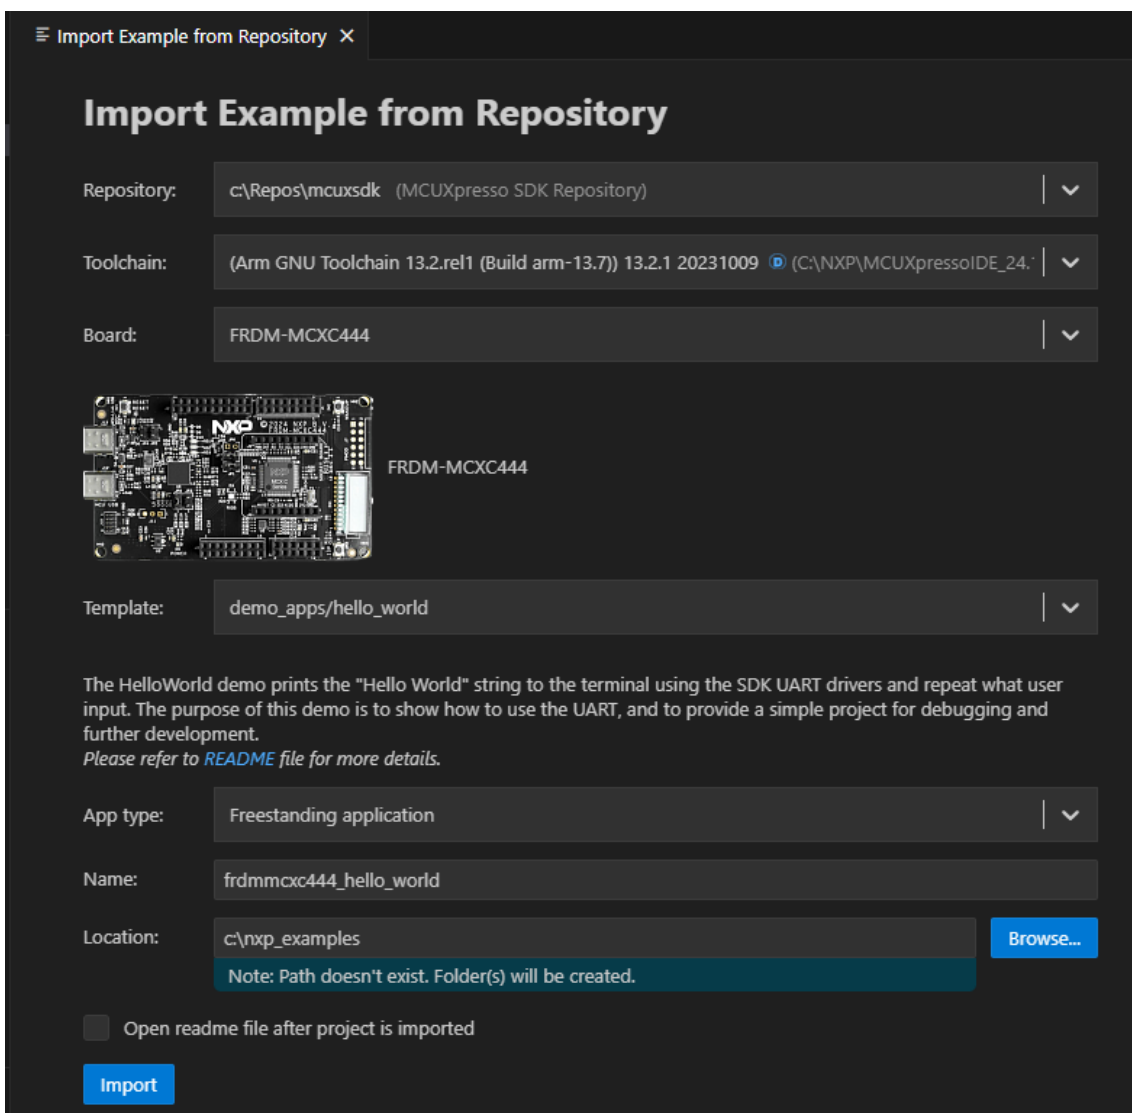 Import Example from Repository
Import Example from Repository
Repository: c:\Repos\mcuxsdk (MCUXpresso SDK Repository)
Toolchain: (Arm GNU Toolchain 13.2.rel1 (Build arm-13.7)) 13.2.1 20231009 D (C:\NXP\MCUXpressoIDE_24.
Board: FRDM-MCXC444
NXP
FRDM-MCXC444
Template: demo_apps/hello_world
The HelloWorld demo prints the "Hello World" string to the terminal using the SDK UART drivers and repeat what user
input. The purpose of this demo is to show how to use the UART, and to provide a simple project for debugging and
further development.
Please refer to README file for more details.
App type: Freestanding application
Name: frdmmcxc444_hello_world
Location: c:\nxp_examples
Browse...
Note: Path doesn't exist. Folder(s) will be created.
Open readme file after project is imported
Import